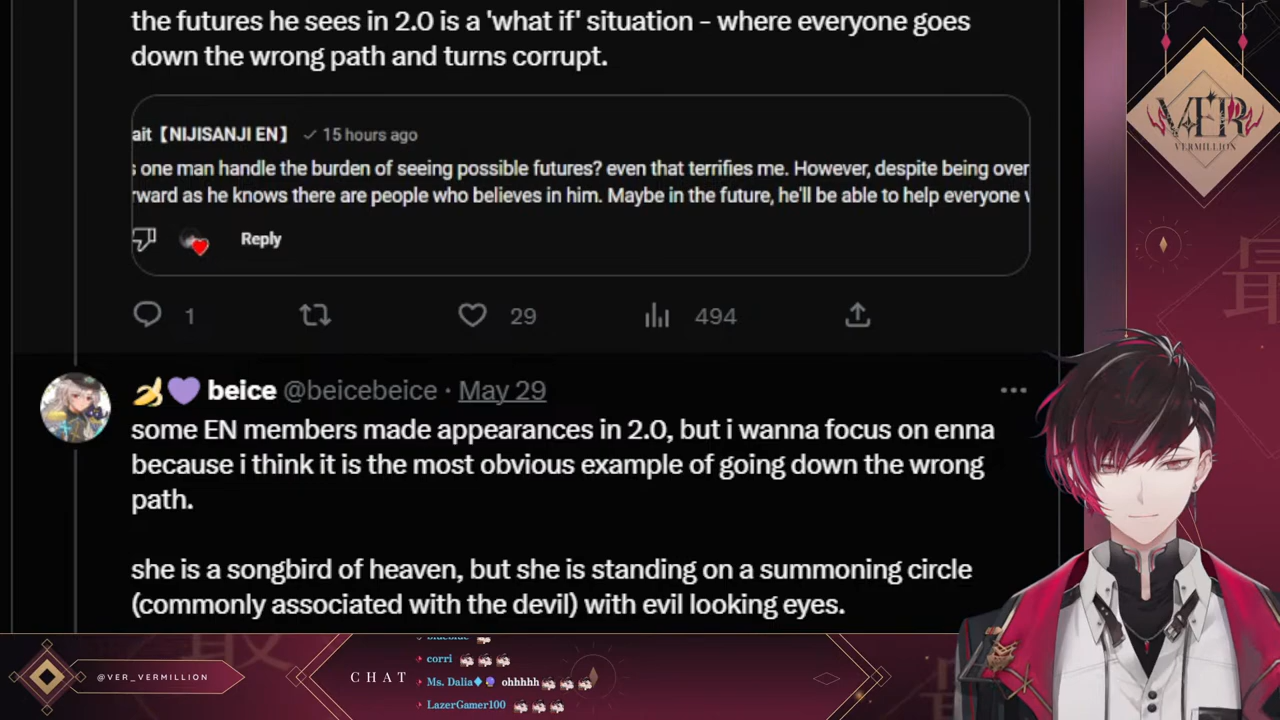 the futures he sees in 2.0 is a 'what if' situation - where everyone goes
down the wrong path and turns corrupt.
ait【NIJISANJI EN】 ✓ 15 hours ago
s one man handle the burden of seeing possible futures? even that terrifies me. However, despite being over
rward as he knows there are people who believes in him. Maybe in the future, he'll be able to help everyone
Reply
1 29 494
🍌💜 beice @beicebeice · May 29
some EN members made appearances in 2.0, but i wanna focus on enna
because i think it is the most obvious example of going down the wrong
path.
she is a songbird of heaven, but she is standing on a summoning circle
(commonly associated with the devil) with evil looking eyes.
VER
VERMILLION
最
@VER_VERMILLION
CHAT
corri
Ms. Dalia ohhhhh
LazerGamer100